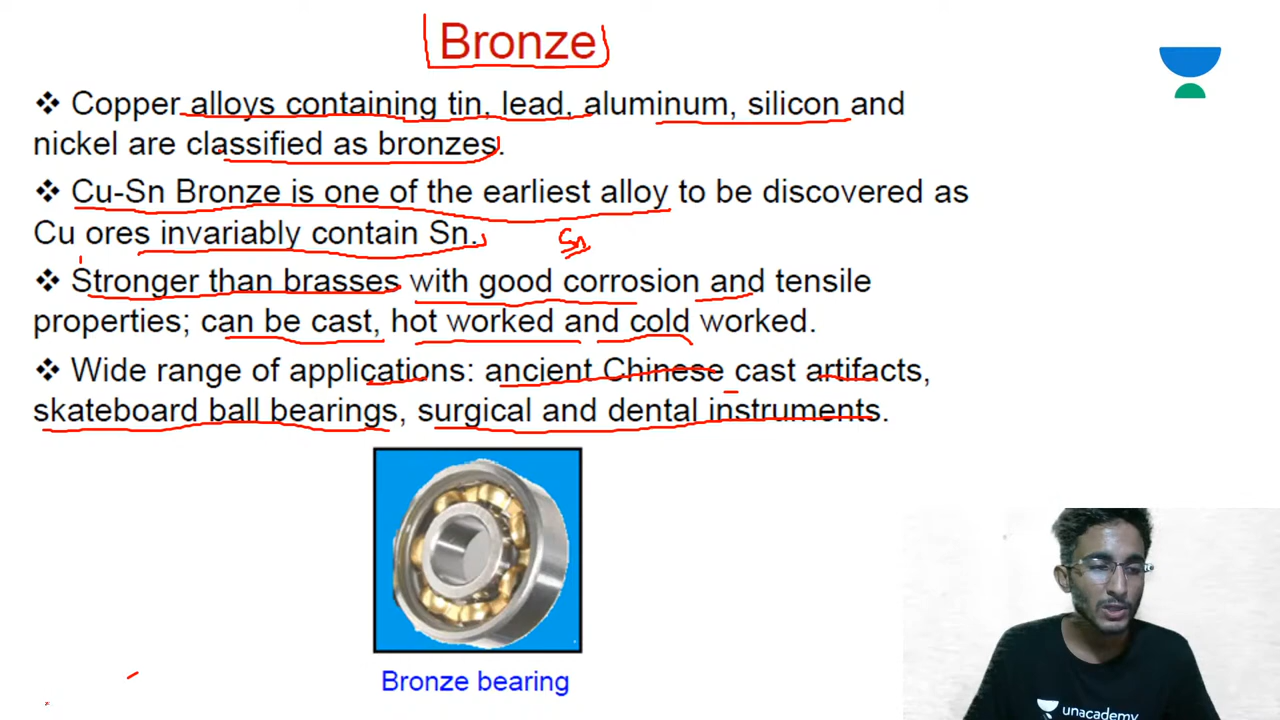 Bronze
❖ Copper alloys containing tin, lead, aluminum, silicon and
nickel are classified as bronzes.
❖ Cu-Sn Bronze is one of the earliest alloy to be discovered as
Cu ores invariably contain Sn.
Sn
❖ Stronger than brasses with good corrosion and tensile
properties; can be cast, hot worked and cold worked.
❖ Wide range of applications: ancient Chinese cast artifacts,
skateboard ball bearings, surgical and dental instruments.
Bronze bearing
unacademy